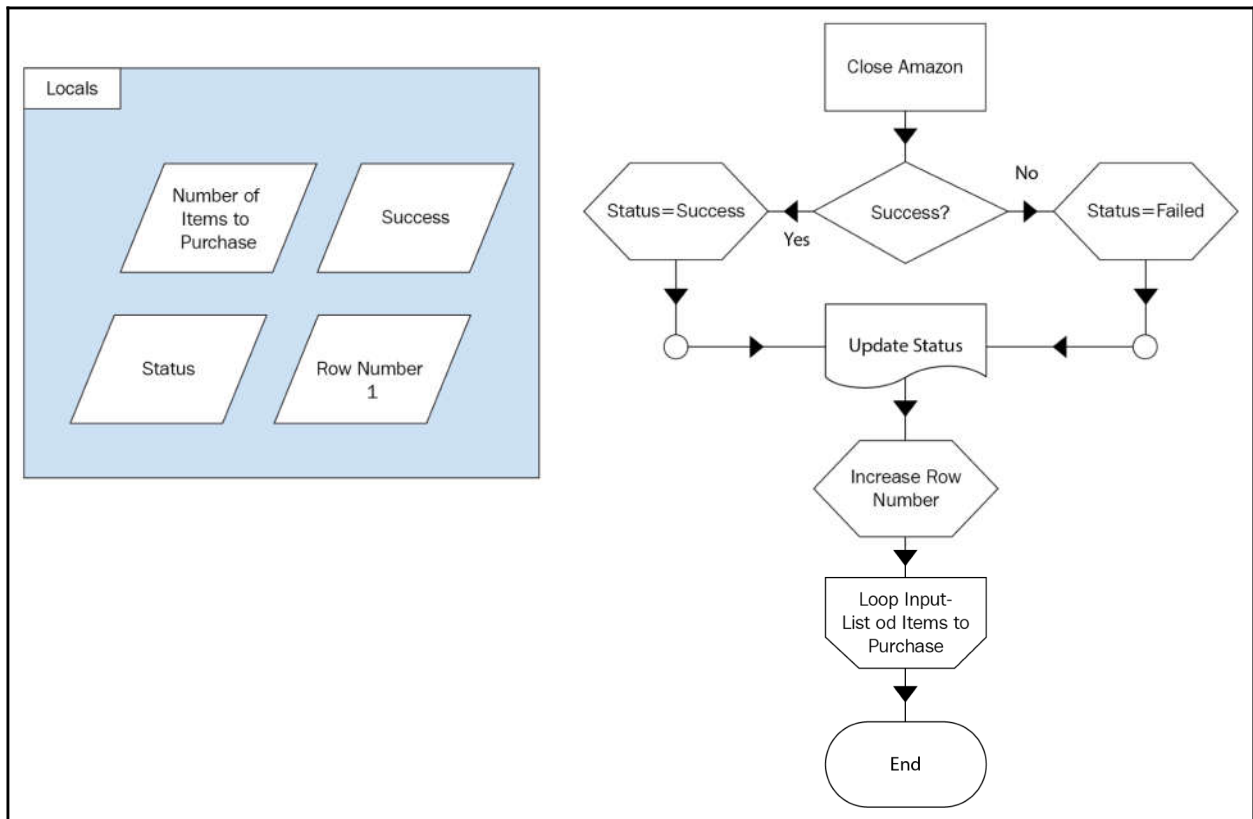 Locals
Number of
Items to
Purchase
Success
Status
Row Number
1
Close Amazon
Status=Success
Yes
Success?
No
Status=Failed
Update Status
Increase Row
Number
Loop Input-
List od Items to
Purchase
End